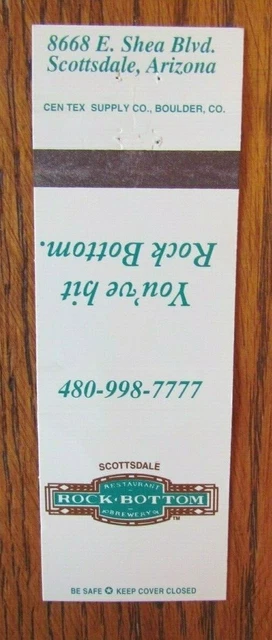 8668 E. Shea Blvd.
Scottsdale, Arizona
CEN TEX SUPPLY CO., BOULDER, CO.
You've hit
Rock Bottom.
480-998-7777
SCOTTSDALE
RESTAURANT
ROCK·BOTTOM
& BREWERY
TM
BE SAFE ✪ KEEP COVER CLOSED